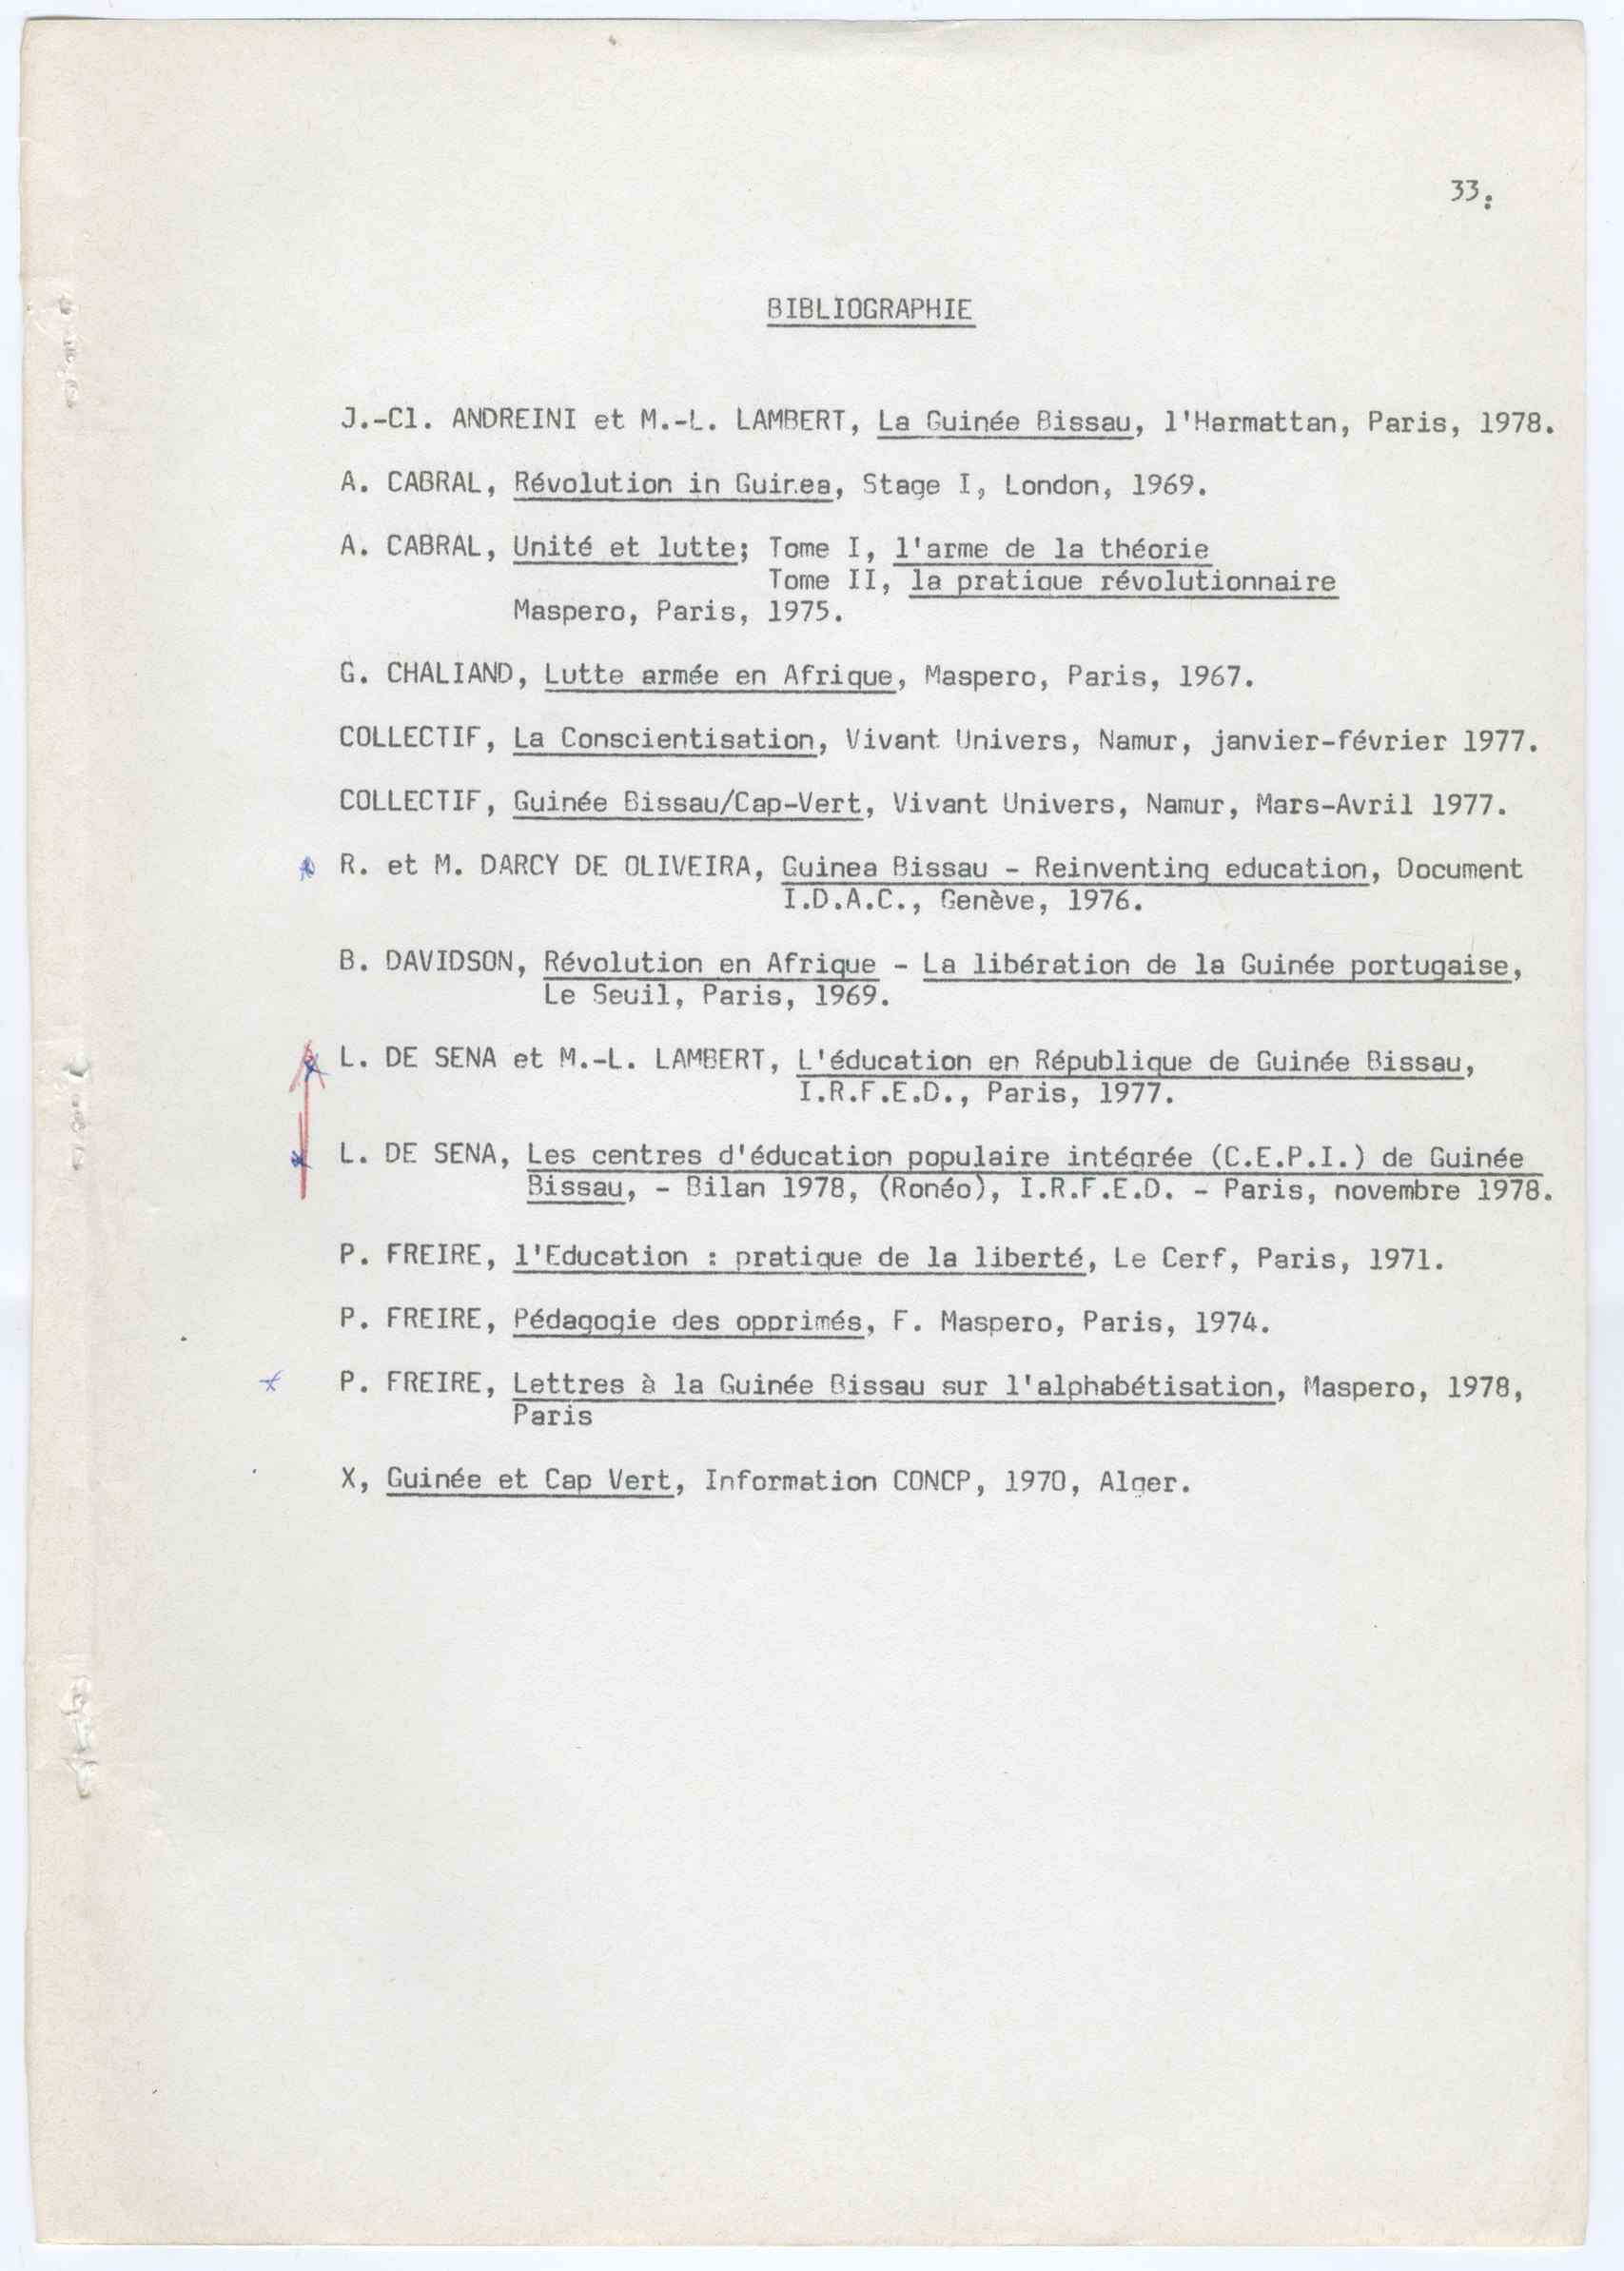 33.
BIBLIOGRAPHIE
J.-Cl. ANDREINI et M.-L. LAMBERT, La Guinée Bissau, l'Harmattan, Paris, 1978.
A. CABRAL, Révolution in Guinea, Stage I, London, 1969.
A. CABRAL, Unité et lutte; Tome I, l'arme de la théorie
Tome II, la pratique révolutionnaire
Maspero, Paris, 1975.
G. CHALIAND, Lutte armée en Afrique, Maspero, Paris, 1967.
COLLECTIF, La Conscientisation, Vivant Univers, Namur, janvier-février 1977.
COLLECTIF, Guinée Bissau/Cap-Vert, Vivant Univers, Namur, Mars-Avril 1977.
R. et M. DARCY DE OLIVEIRA, Guinea Bissau - Reinventing education, Document
I.D.A.C., Genève, 1976.
B. DAVIDSON, Révolution en Afrique - La libération de la Guinée portugaise,
Le Seuil, Paris, 1969.
L. DE SENA et M.-L. LAMBERT, L'éducation en République de Guinée Bissau,
I.R.F.E.D., Paris, 1977.
L. DE SENA, Les centres d'éducation populaire intégrée (C.E.P.I.) de Guinée
Bissau, - Bilan 1978, (Ronéo), I.R.F.E.D. - Paris, novembre 1978.
P. FREIRE, l'Education : pratique de la liberté, Le Cerf, Paris, 1971.
P. FREIRE, Pédagogie des opprimés, F. Maspero, Paris, 1974.
P. FREIRE, Lettres à la Guinée Bissau sur l'alphabétisation, Maspero, 1978,
Paris
X, Guinée et Cap Vert, Information CONCP, 1970, Alger.